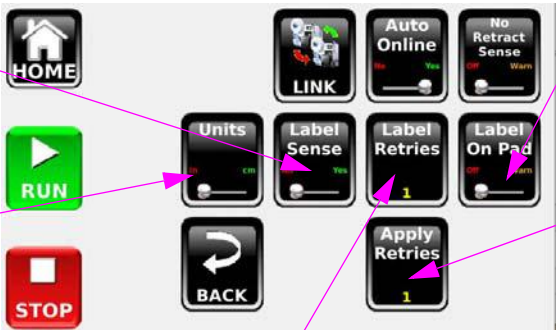 HOME
LINK
Auto
Online
No
Yes
No
Retract
Sense
Off
Warn
RUN
Units
in
cm
Label
Sense
Yes
Label
Retries
1
Label
On Pad
Off
Warn
STOP
BACK
Apply
Retries
1